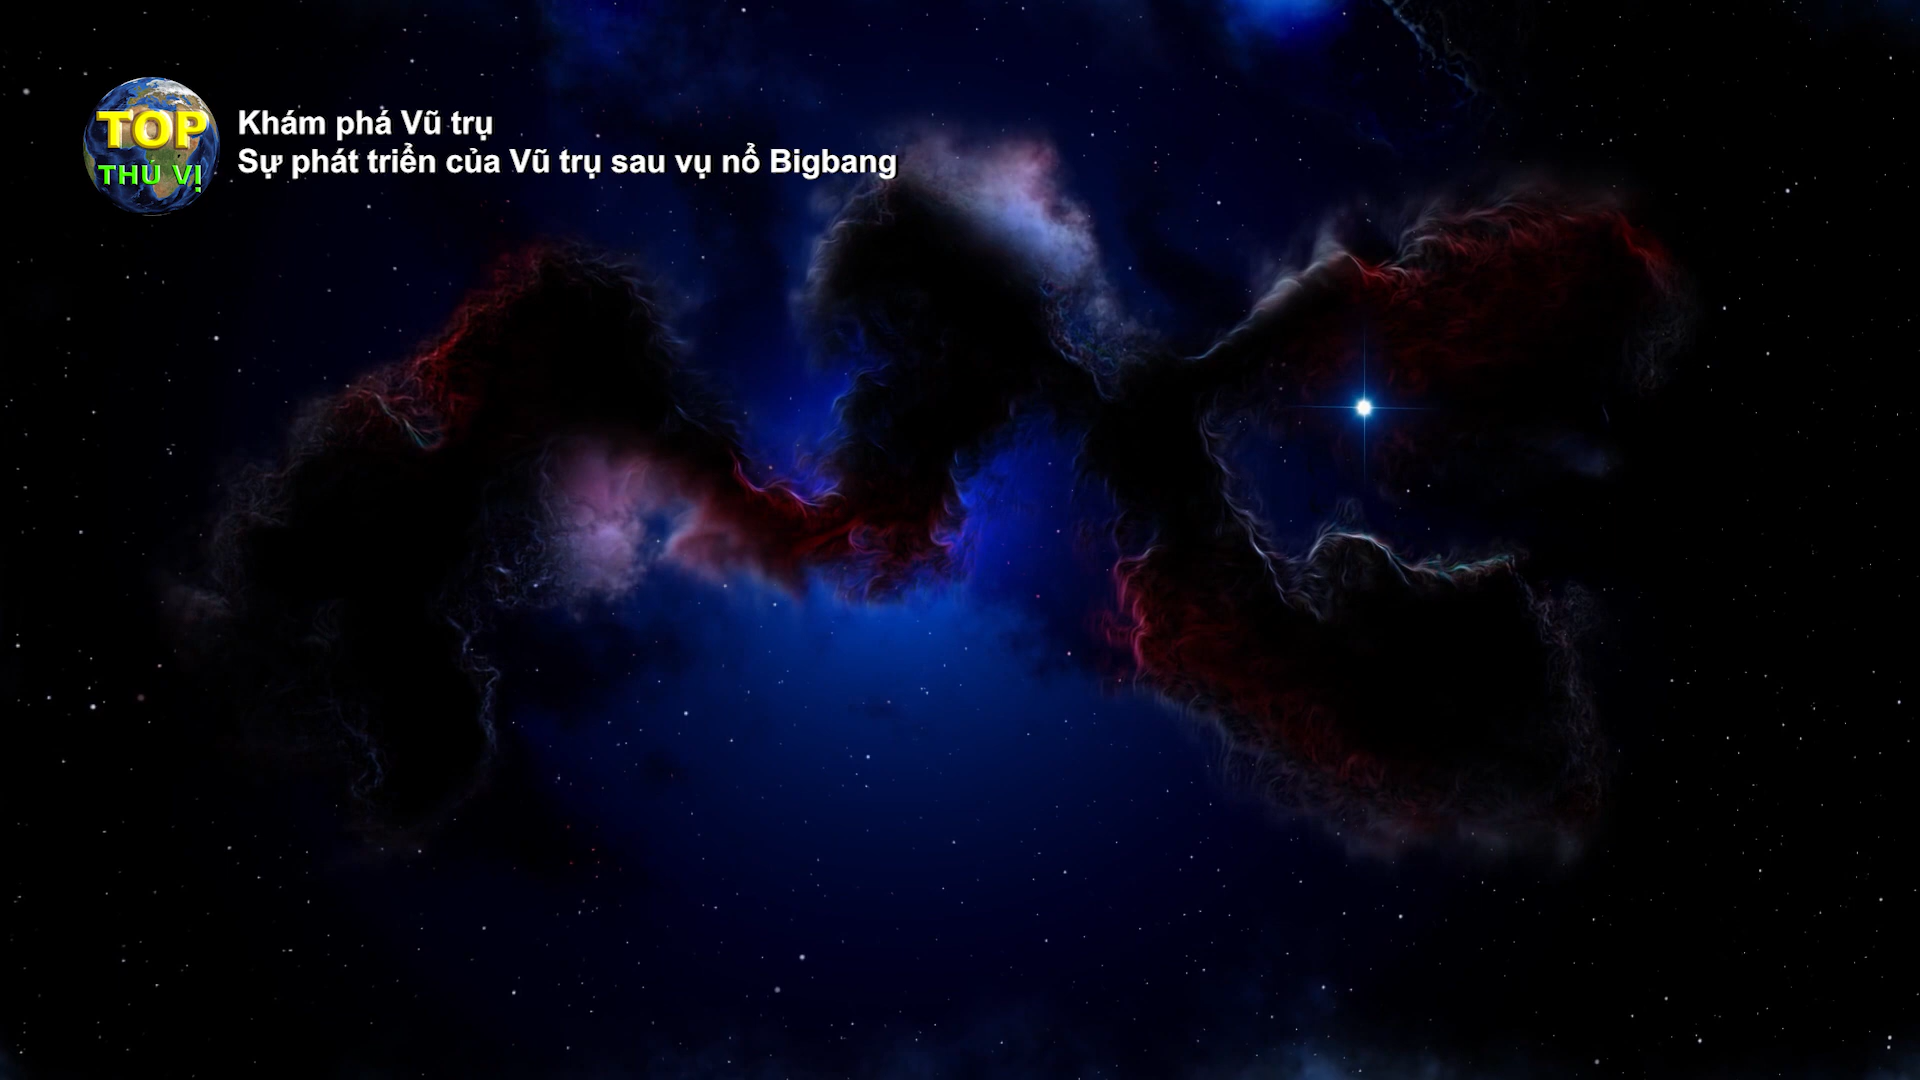 TOP
THÚ VỊ
Khám phá Vũ trụ
Sự phát triển của Vũ trụ sau vụ nổ Bigbang